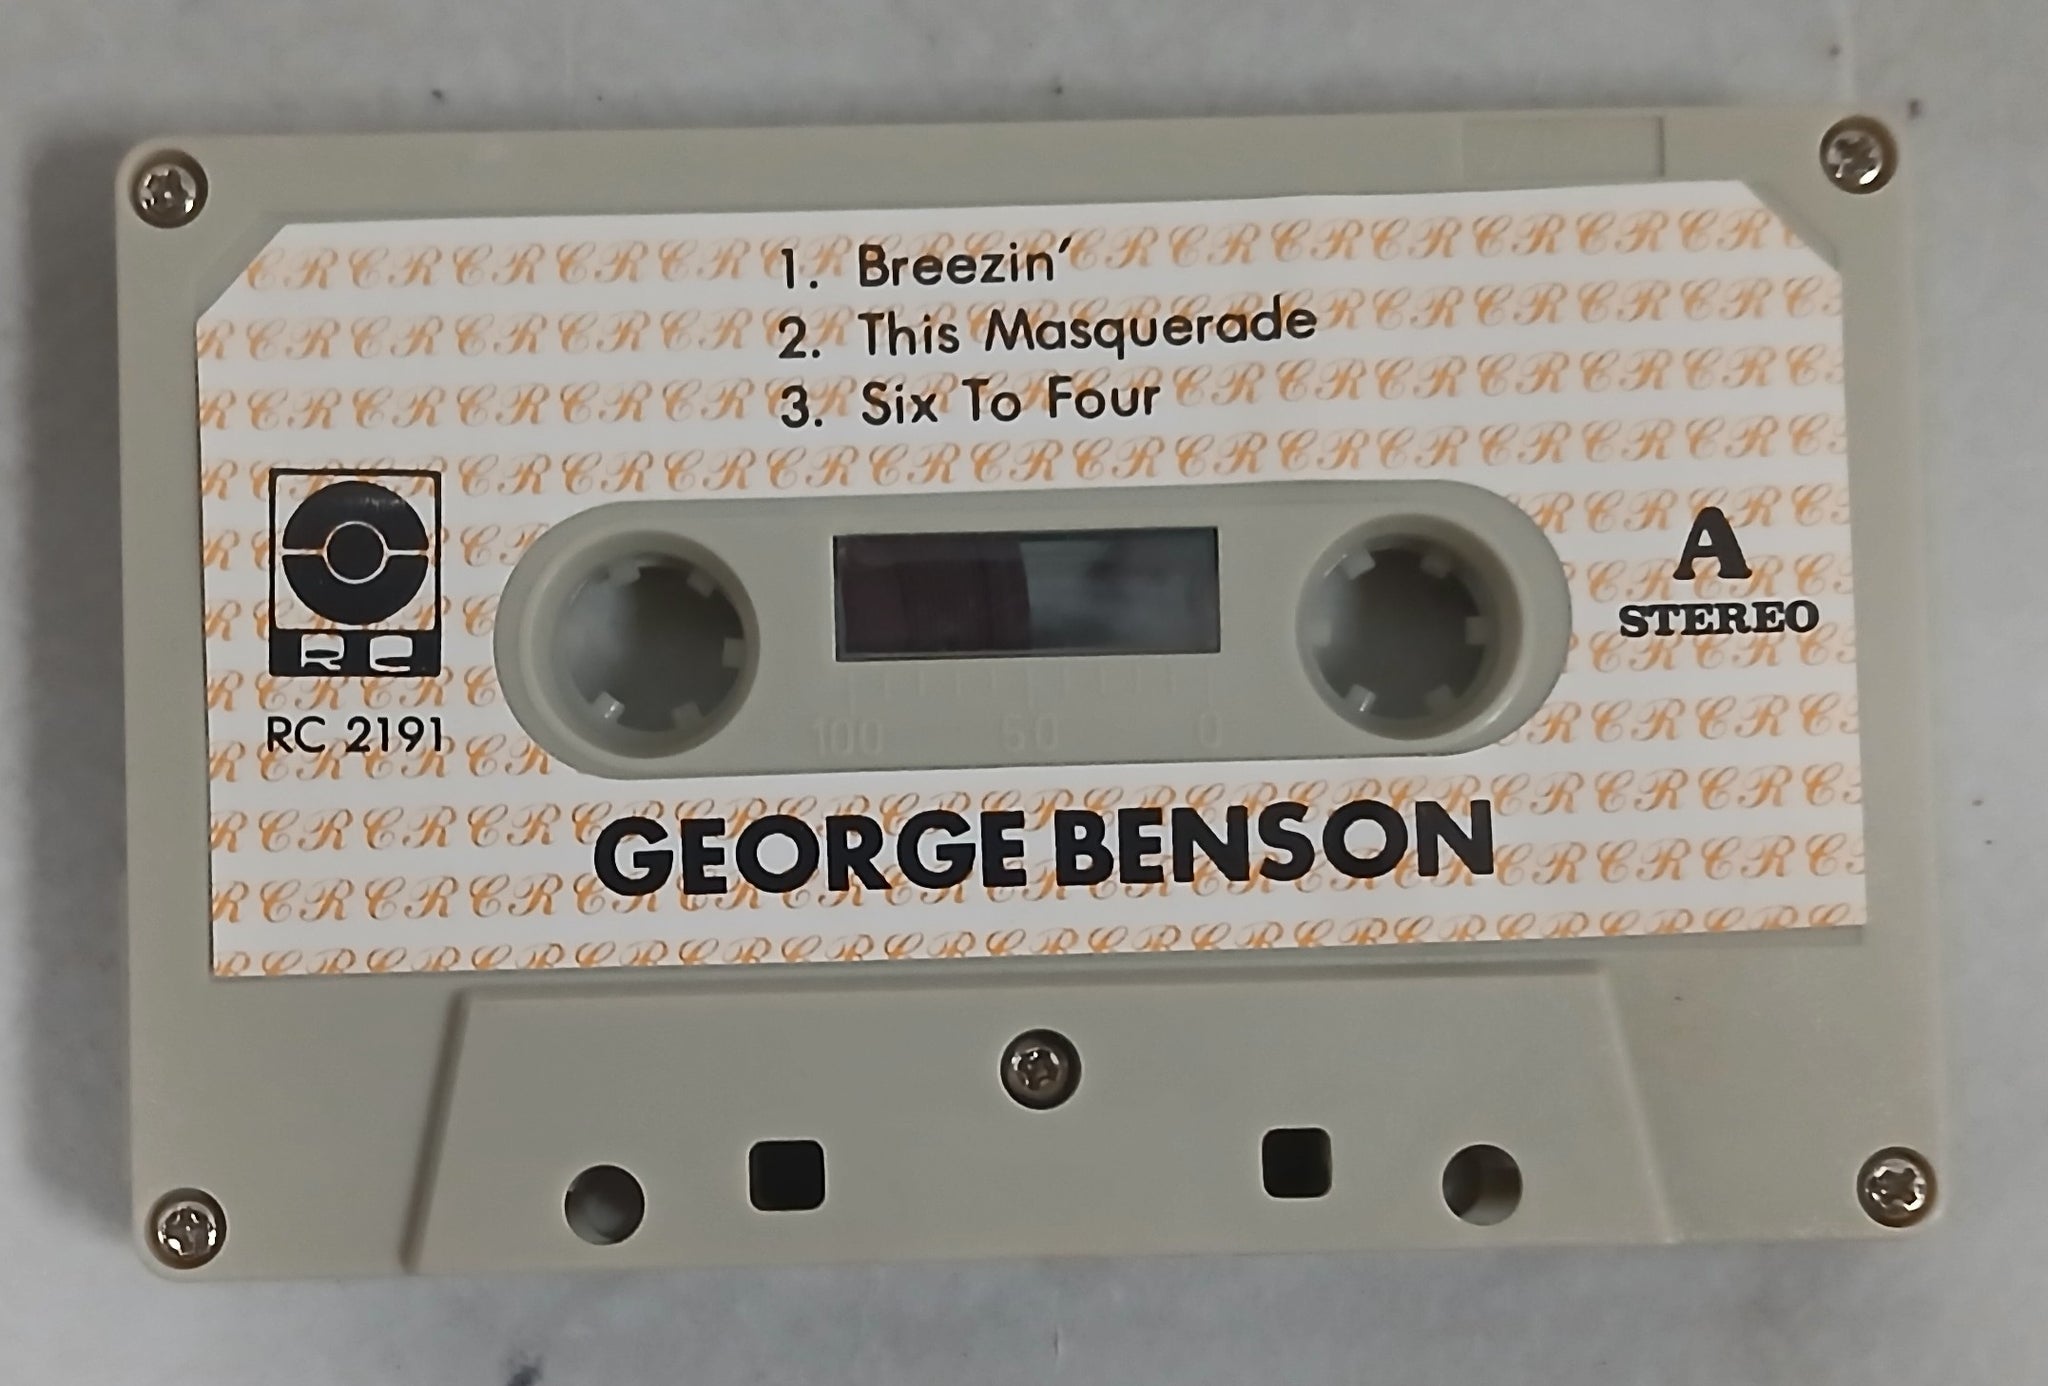 1. Breezin'
2. This Masquerade
3. Six To Four
RC
RC 2191
100 50 0
A
STEREO
GEORGE BENSON